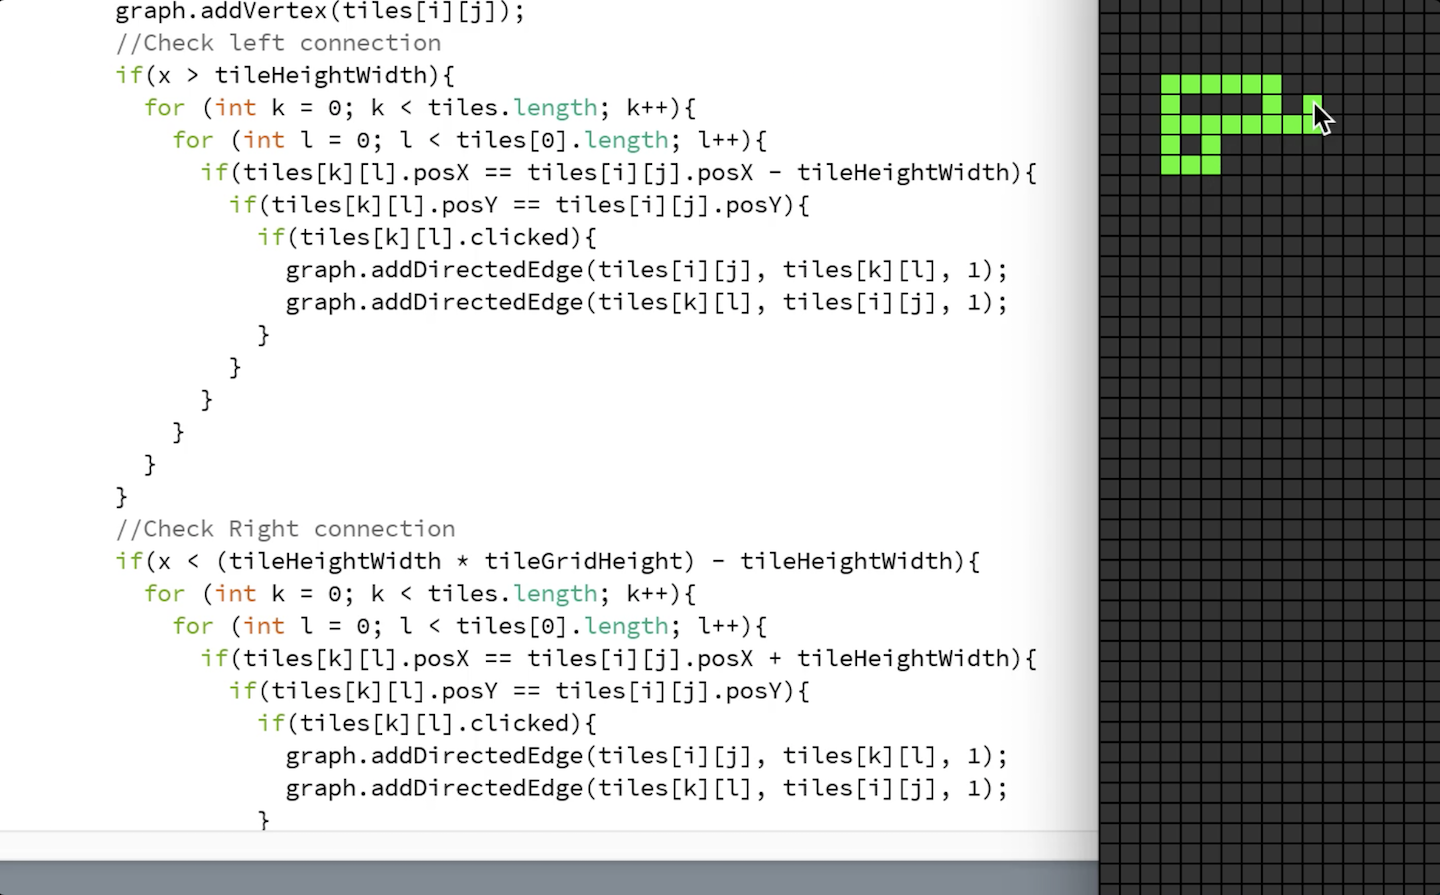 graph.addVertex(tiles[i][j]);
//Check left connection
if(x > tileHeightWidth){
for (int k = 0; k < tiles.length; k++){
for (int l = 0; l < tiles[0].length; l++){
if(tiles[k][l].posX == tiles[i][j].posX - tileHeightWidth){
if(tiles[k][l].posY == tiles[i][j].posY){
if(tiles[k][l].clicked){
graph.addDirectedEdge(tiles[i][j], tiles[k][l], 1);
graph.addDirectedEdge(tiles[k][l], tiles[i][j], 1);
}
}
}
}
}
}
//Check Right connection
if(x < (tileHeightWidth * tileGridHeight) - tileHeightWidth){
for (int k = 0; k < tiles.length; k++){
for (int l = 0; l < tiles[0].length; l++){
if(tiles[k][l].posX == tiles[i][j].posX + tileHeightWidth){
if(tiles[k][l].posY == tiles[i][j].posY){
if(tiles[k][l].clicked){
graph.addDirectedEdge(tiles[i][j], tiles[k][l], 1);
graph.addDirectedEdge(tiles[k][l], tiles[i][j], 1);
}